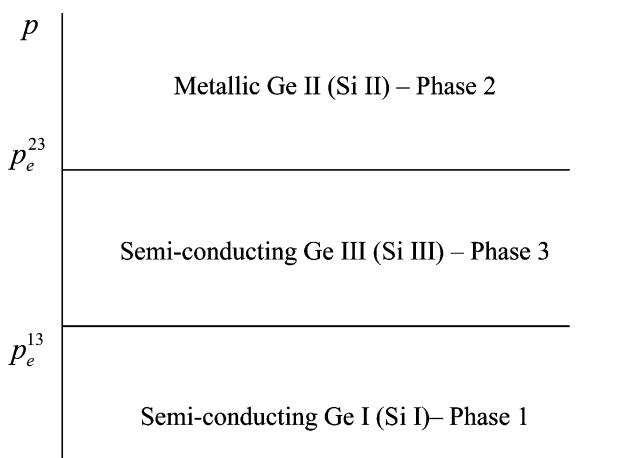 p
Metallic Ge II (Si II) – Phase 2
p_e^{23}
Semi-conducting Ge III (Si III) – Phase 3
p_e^{13}
Semi-conducting Ge I (Si I)– Phase 1